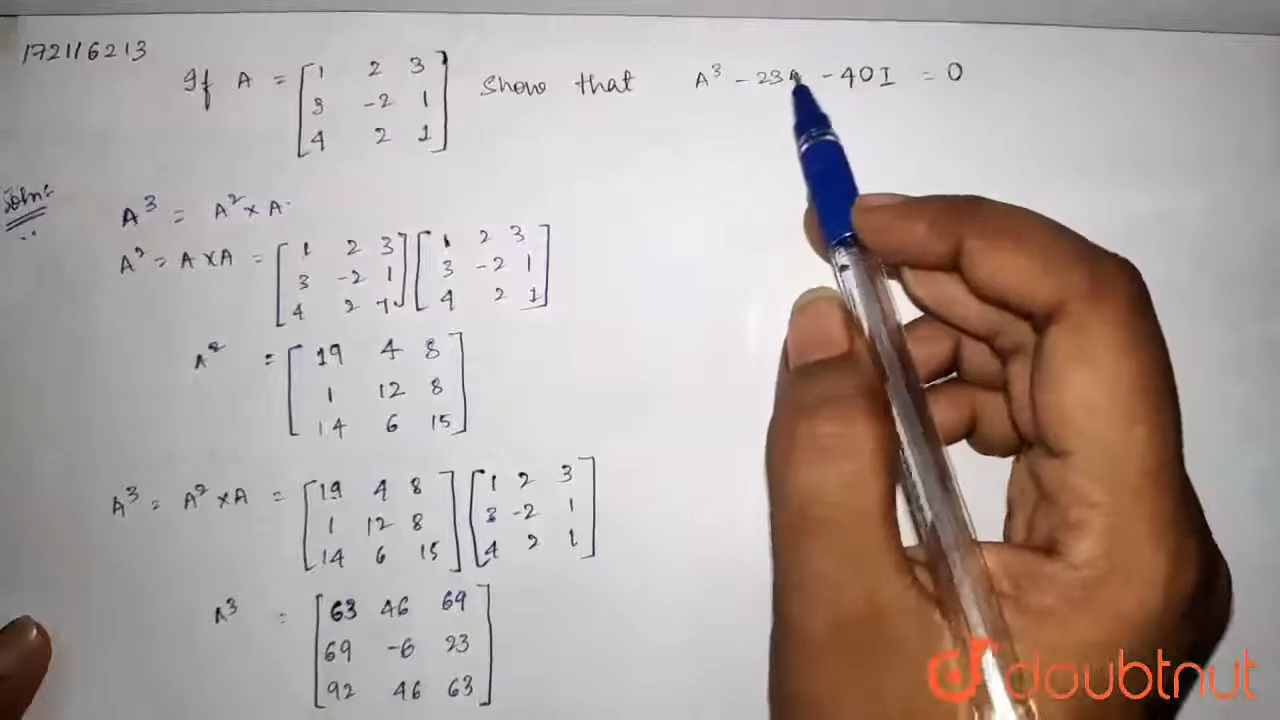 172116213
If A = [1 2 3 show that A³ - 23A - 40I = 0
3 -2 1
4 2 1]
Soln:
A³ = A² × A.
A² = A × A = [1 2 3 [1 2 3
3 -2 1 3 -2 1
4 2 1] 4 2 1]
A² = [19 4 8
1 12 8
14 6 15]
A³ = A² × A = [19 4 8 [1 2 3
1 12 8 3 -2 1
14 6 15] 4 2 1]
A³ = [63 46 69
69 -6 23
92 46 63]
doubtnut